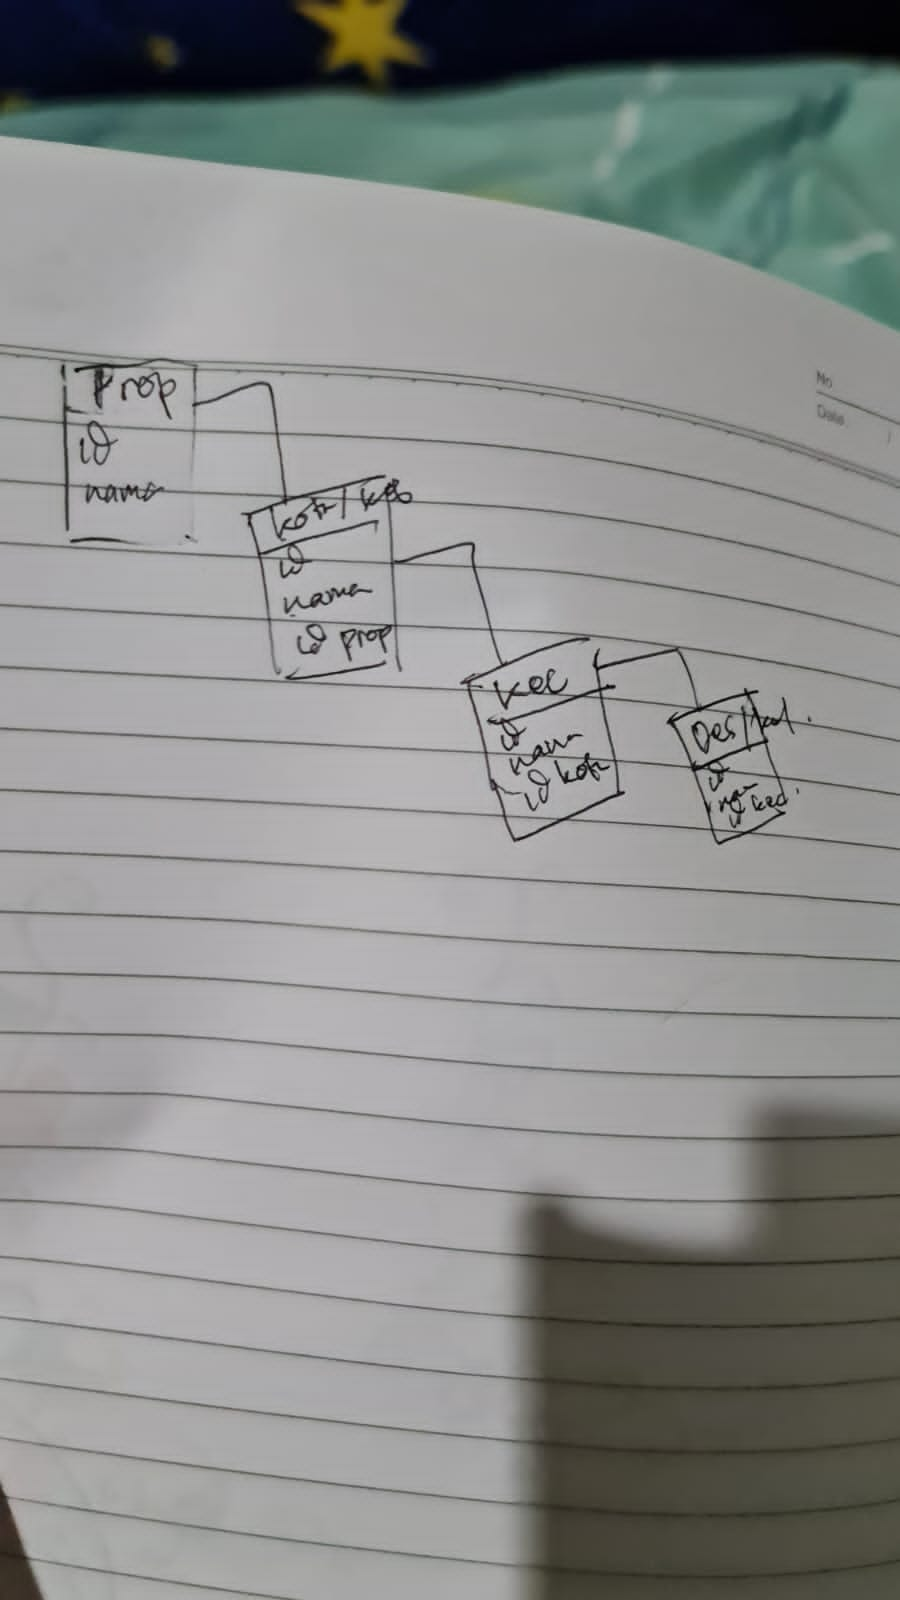 No
Date
Prop
id
nama
kota/kab
id
nama
id prop
kec
id
nama
id kota
Des/kel.
id
nam
id kec.